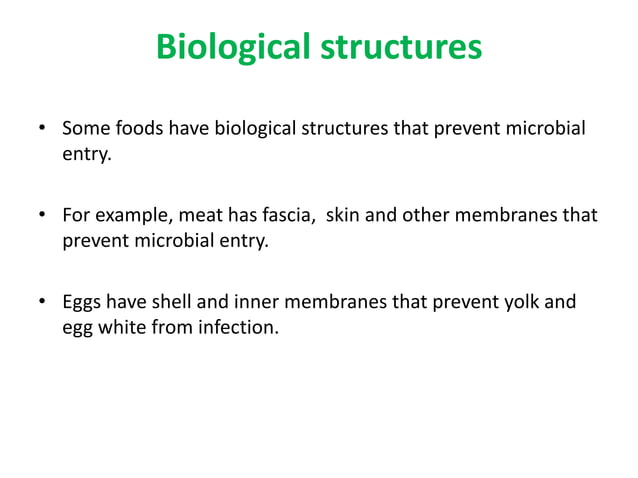 Biological structures
• Some foods have biological structures that prevent microbial
entry.
• For example, meat has fascia,  skin and other membranes that
prevent microbial entry.
• Eggs have shell and inner membranes that prevent yolk and
egg white from infection.